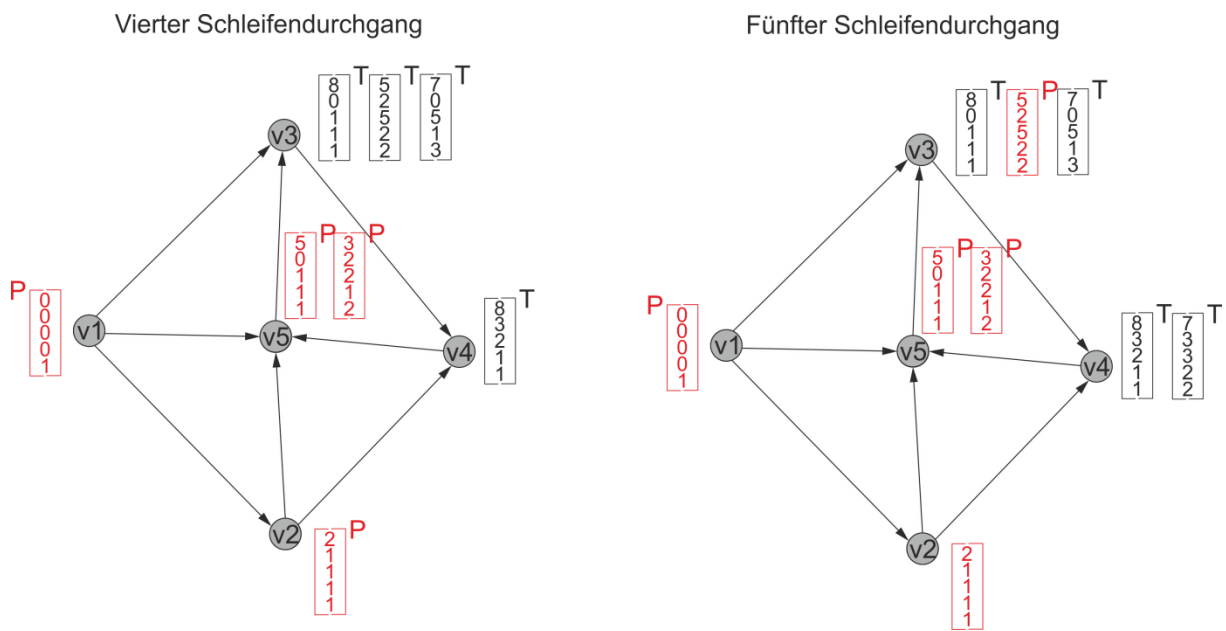 Vierter Schleifendurchgang
T T T
8 5 7
0 2 0
1 5 5
1 2 1
1 2 3
v3
P P
5 3
0 2
1 2
1 1
1 2
P
0
0
0
0
1
v1
v5
v4
T
8
3
2
1
1
v2
P
2
1
1
1
1
Fünfter Schleifendurchgang
T P T
8 5 7
0 2 0
1 5 5
1 2 1
1 2 3
v3
P P
5 3
0 2
1 2
1 1
1 2
P
0
0
0
0
1
v1
v5
v4
T T
8 7
3 3
2 3
1 2
1 2
v2
2
1
1
1
1